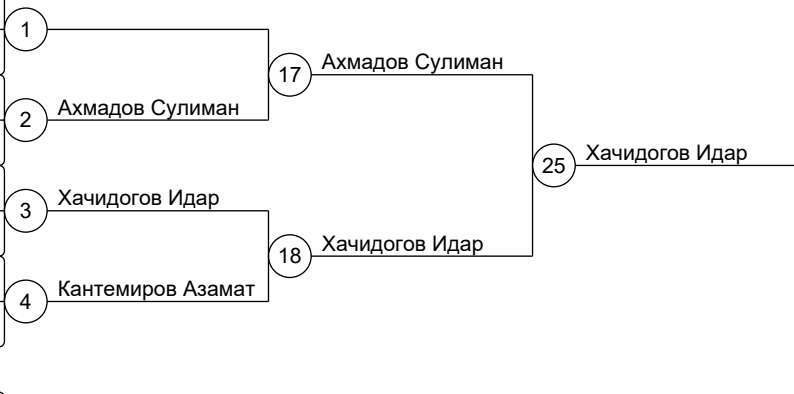 1
17
Ахмадов Сулиман
2
Ахмадов Сулиман
25
Хачидогов Идар
3
Хачидогов Идар
18
Хачидогов Идар
4
Кантемиров Азамат